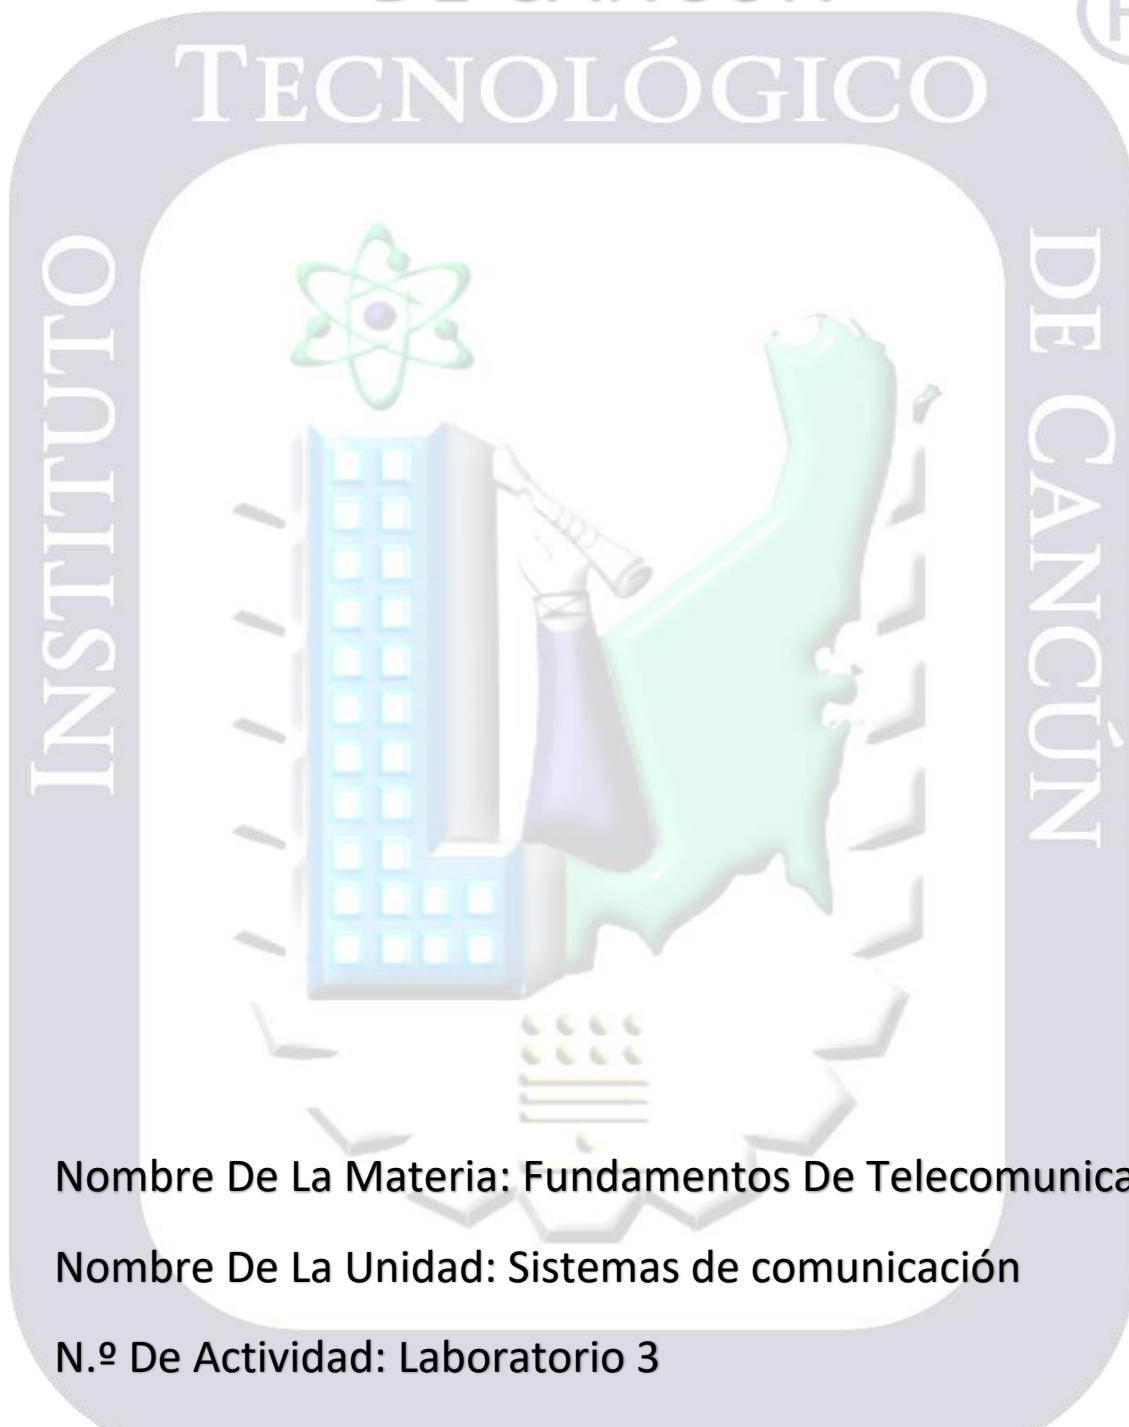 TECNOLÓGICO
INSTITUTO
DE CANCÚN
Nombre De La Materia: Fundamentos De Telecomunica
Nombre De La Unidad: Sistemas de comunicación
N.º De Actividad: Laboratorio 3